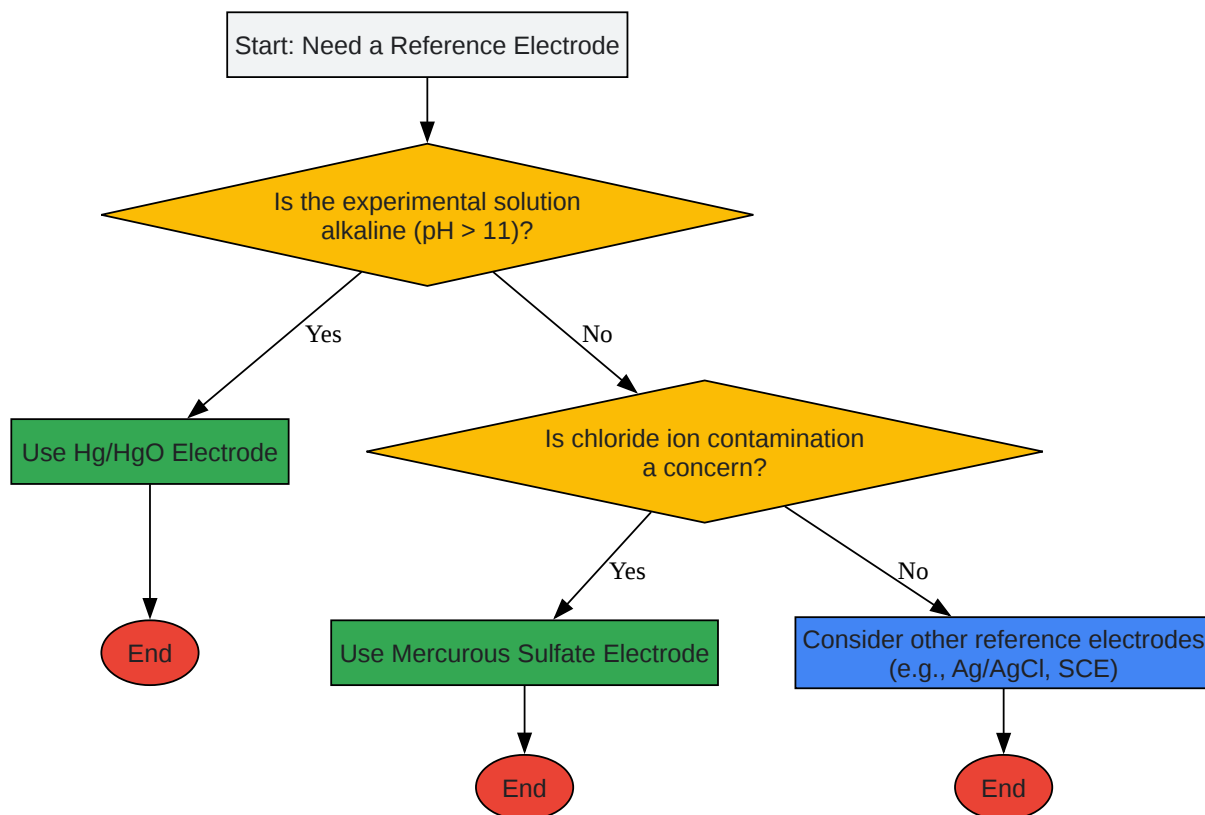 Start: Need a Reference Electrode
Is the experimental solution
alkaline (pH > 11)?
Yes
No
Use Hg/HgO Electrode
Is chloride ion contamination
a concern?
Yes
No
End
Use Mercurous Sulfate Electrode
Consider other reference electrodes
(e.g., Ag/AgCl, SCE)
End
End